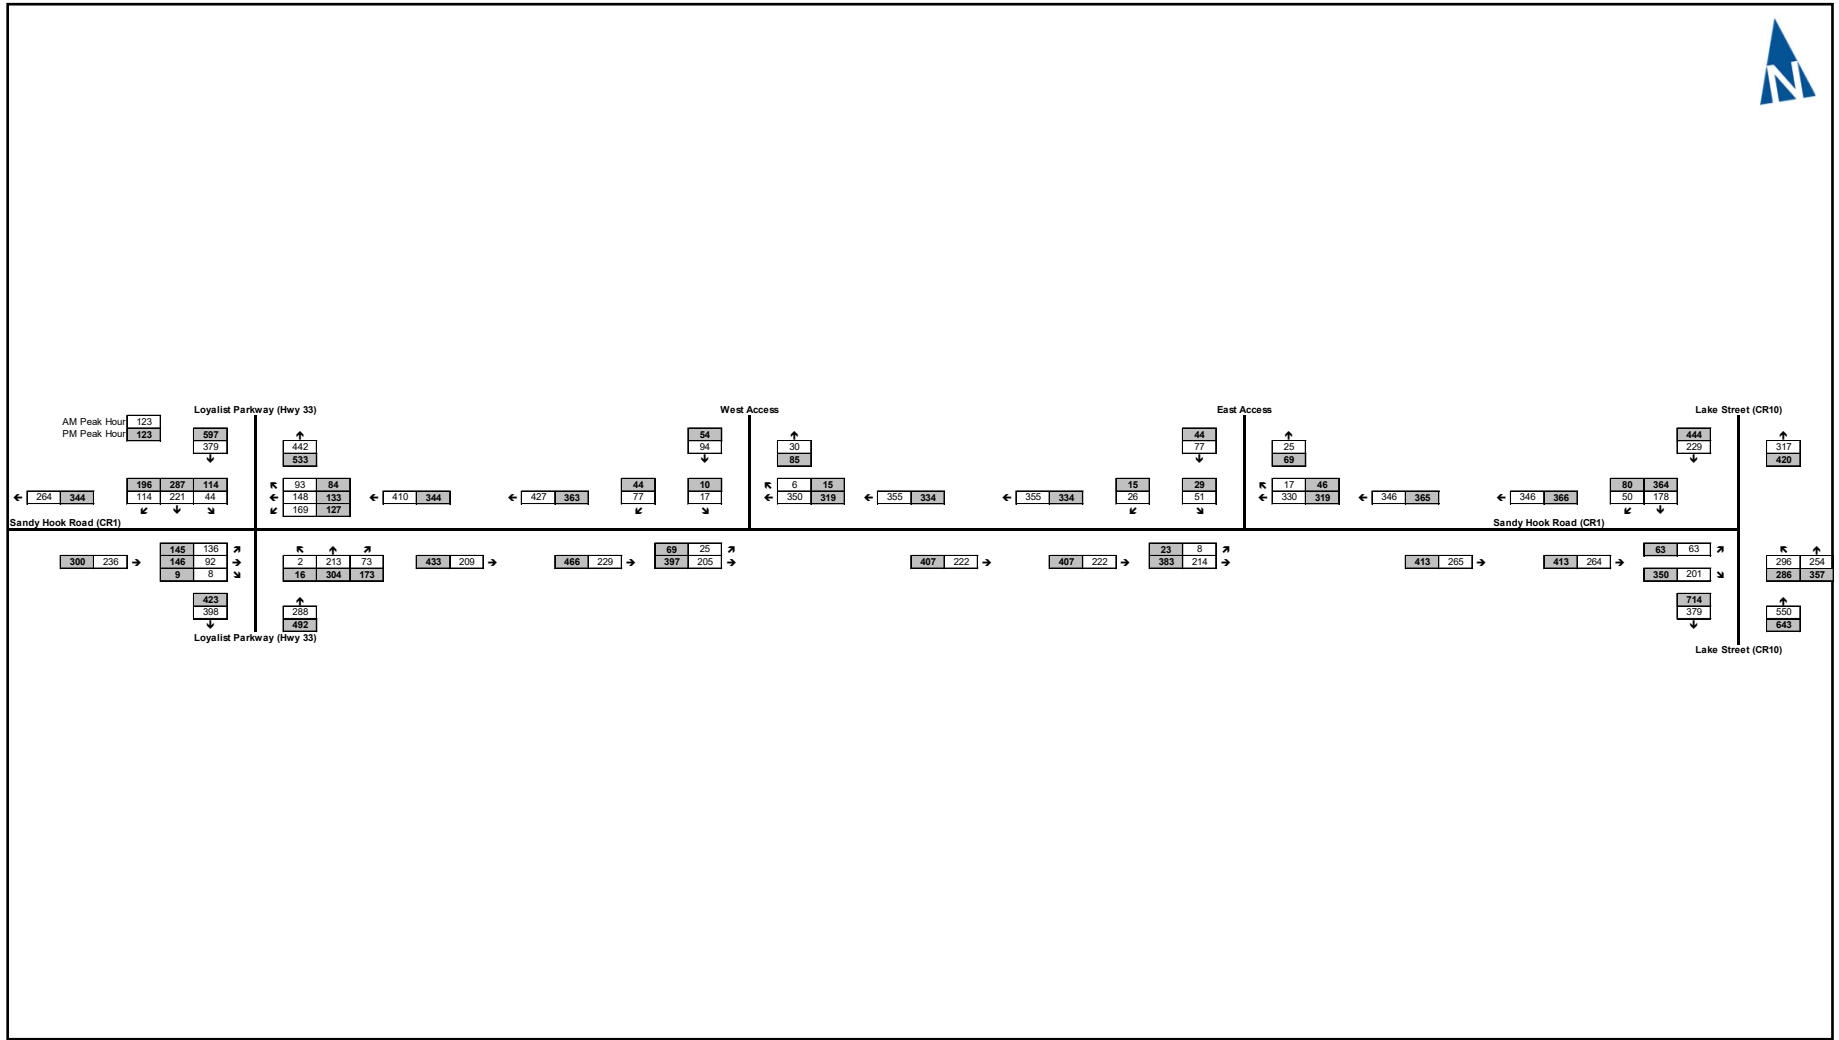 N
Loyalist Parkway (Hwy 33) West Access East Access Lake Street (CR10)
AM Peak Hour 123
PM Peak Hour 123
597 54 44 444
379 ↑ 94 ↑ 77 ↑ 229 ↑
↓ 442 ↓ 30 ↓ 25 ↓ 317
533 85 69 420
196 287 114 ↖ 93 84 44 10 ↖ 6 15 15 29 ↖ 17 46 80 364
← 264 344 114 221 44 ← 148 133 ← 410 344 ← 427 363 77 17 ← 350 319 ← 355 334 ← 355 334 26 51 ← 330 319 ← 346 365 ← 346 366 50 178
↙ ↓ ↘ ↙ 169 127 ↙ ↘ ↙ ↘ ↙ ↓
Sandy Hook Road (CR1) Sandy Hook Road (CR1)
145 136 ↗ ↖ ↑ ↗ 69 25 ↗ 23 8 ↗ 63 63 ↗ ↖ ↑
300 236 → 146 92 → 2 213 73 433 209 → 466 229 → 397 205 → 407 222 → 407 222 → 383 214 → 413 265 → 413 264 → 296 254
9 8 ↘ 16 304 173 350 201 ↘ 286 357
423 ↑ 714 ↑
398 288 379 550
↓ 492 ↓ 643
Loyalist Parkway (Hwy 33)
Lake Street (CR10)